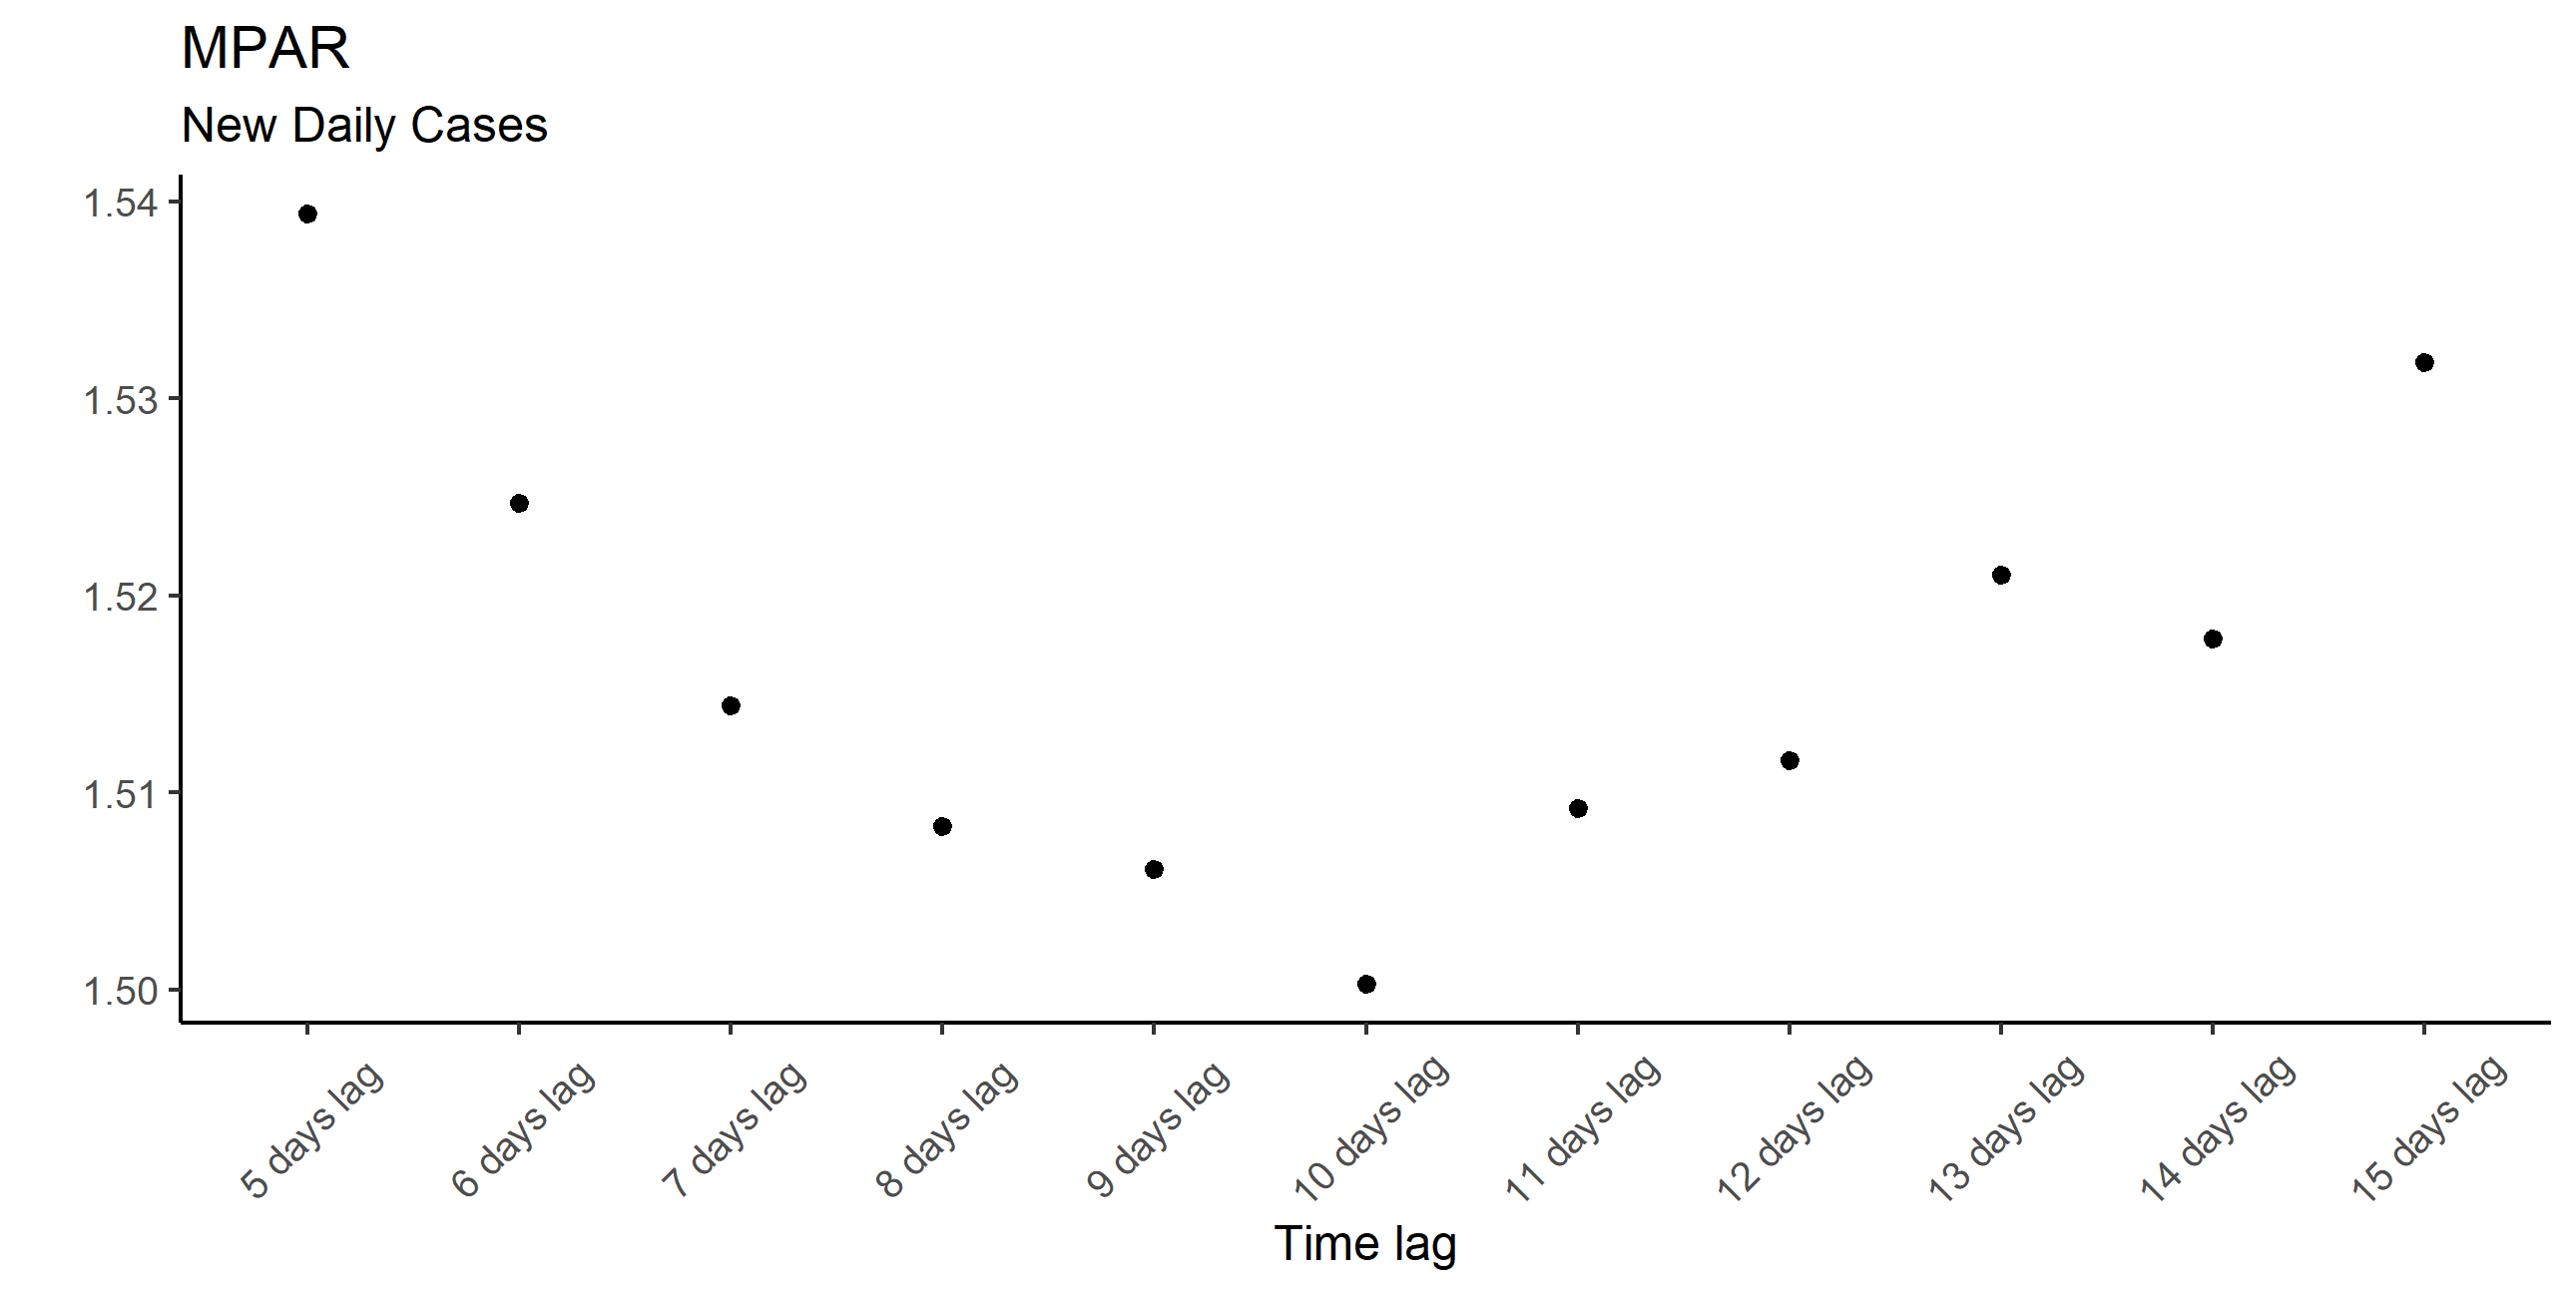 MPAR
New Daily Cases
1.54
1.53
1.52
1.51
1.50
5 days lag
6 days lag
7 days lag
8 days lag
9 days lag
10 days lag
11 days lag
12 days lag
13 days lag
14 days lag
15 days lag
Time lag